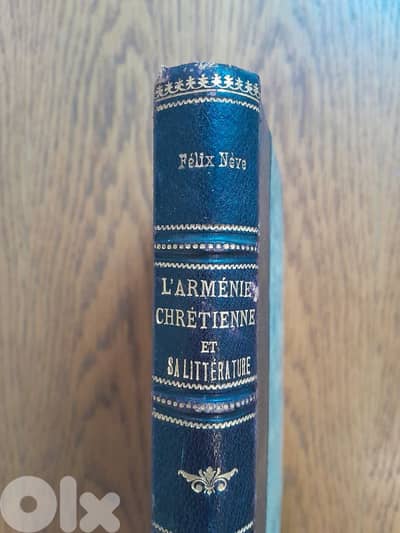 Félix Nève
L'ARMÉNIE
CHRÉTIENNE
ET
SA LITTÉRATURE
Olx